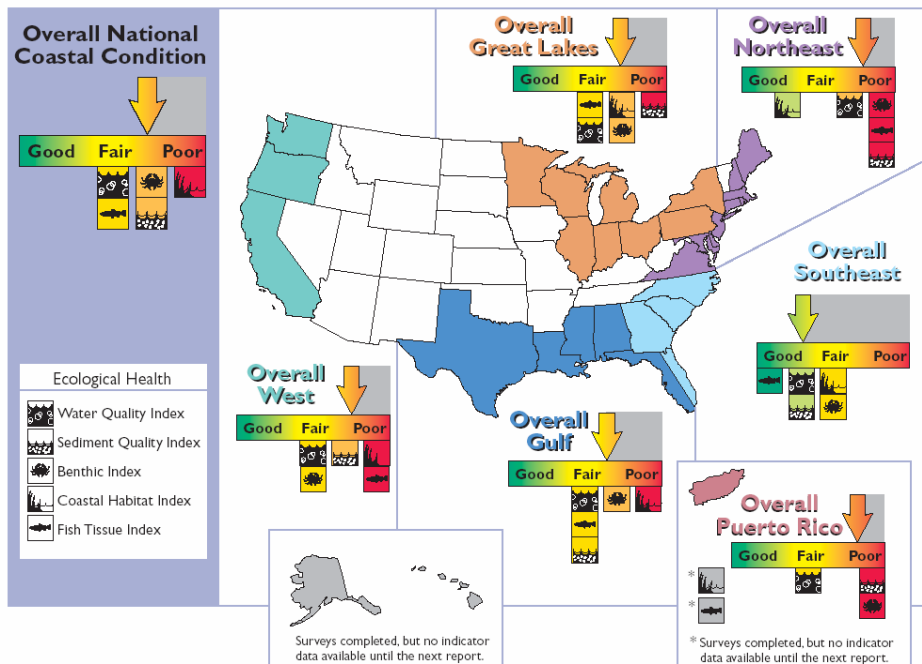 Overall National
Coastal Condition
Good Fair Poor
Ecological Health
Water Quality Index
Sediment Quality Index
Benthic Index
Coastal Habitat Index
Fish Tissue Index
Overall
Great Lakes
Good Fair Poor
Overall
Northeast
Good Fair Poor
Overall
Southeast
Good Fair Poor
Overall
West
Good Fair Poor
Overall
Gulf
Good Fair Poor
Overall
Puerto Rico
Good Fair Poor
*
*
* Surveys completed, but no indicator
data available until the next report.
Surveys completed, but no indicator
data available until the next report.